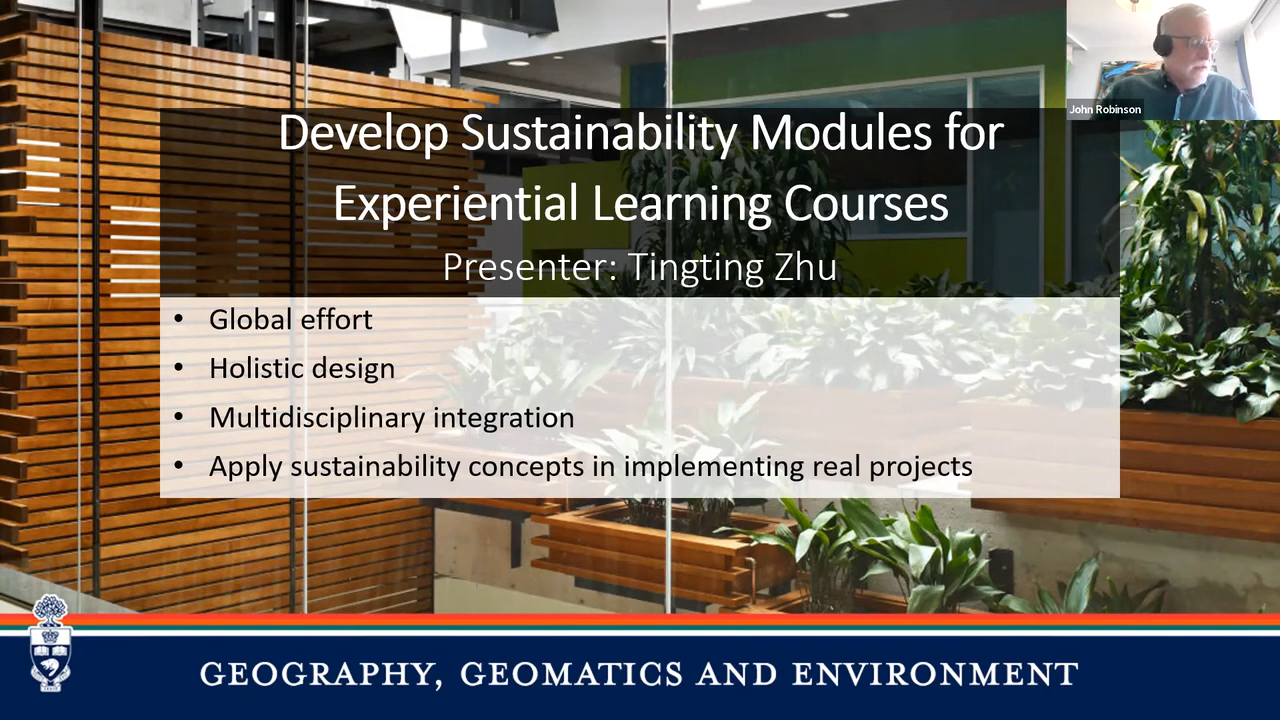 John Robinson
Develop Sustainability Modules for
Experiential Learning Courses
Presenter: Tingting Zhu
• Global effort
• Holistic design
• Multidisciplinary integration
• Apply sustainability concepts in implementing real projects
GEOGRAPHY, GEOMATICS AND ENVIRONMENT